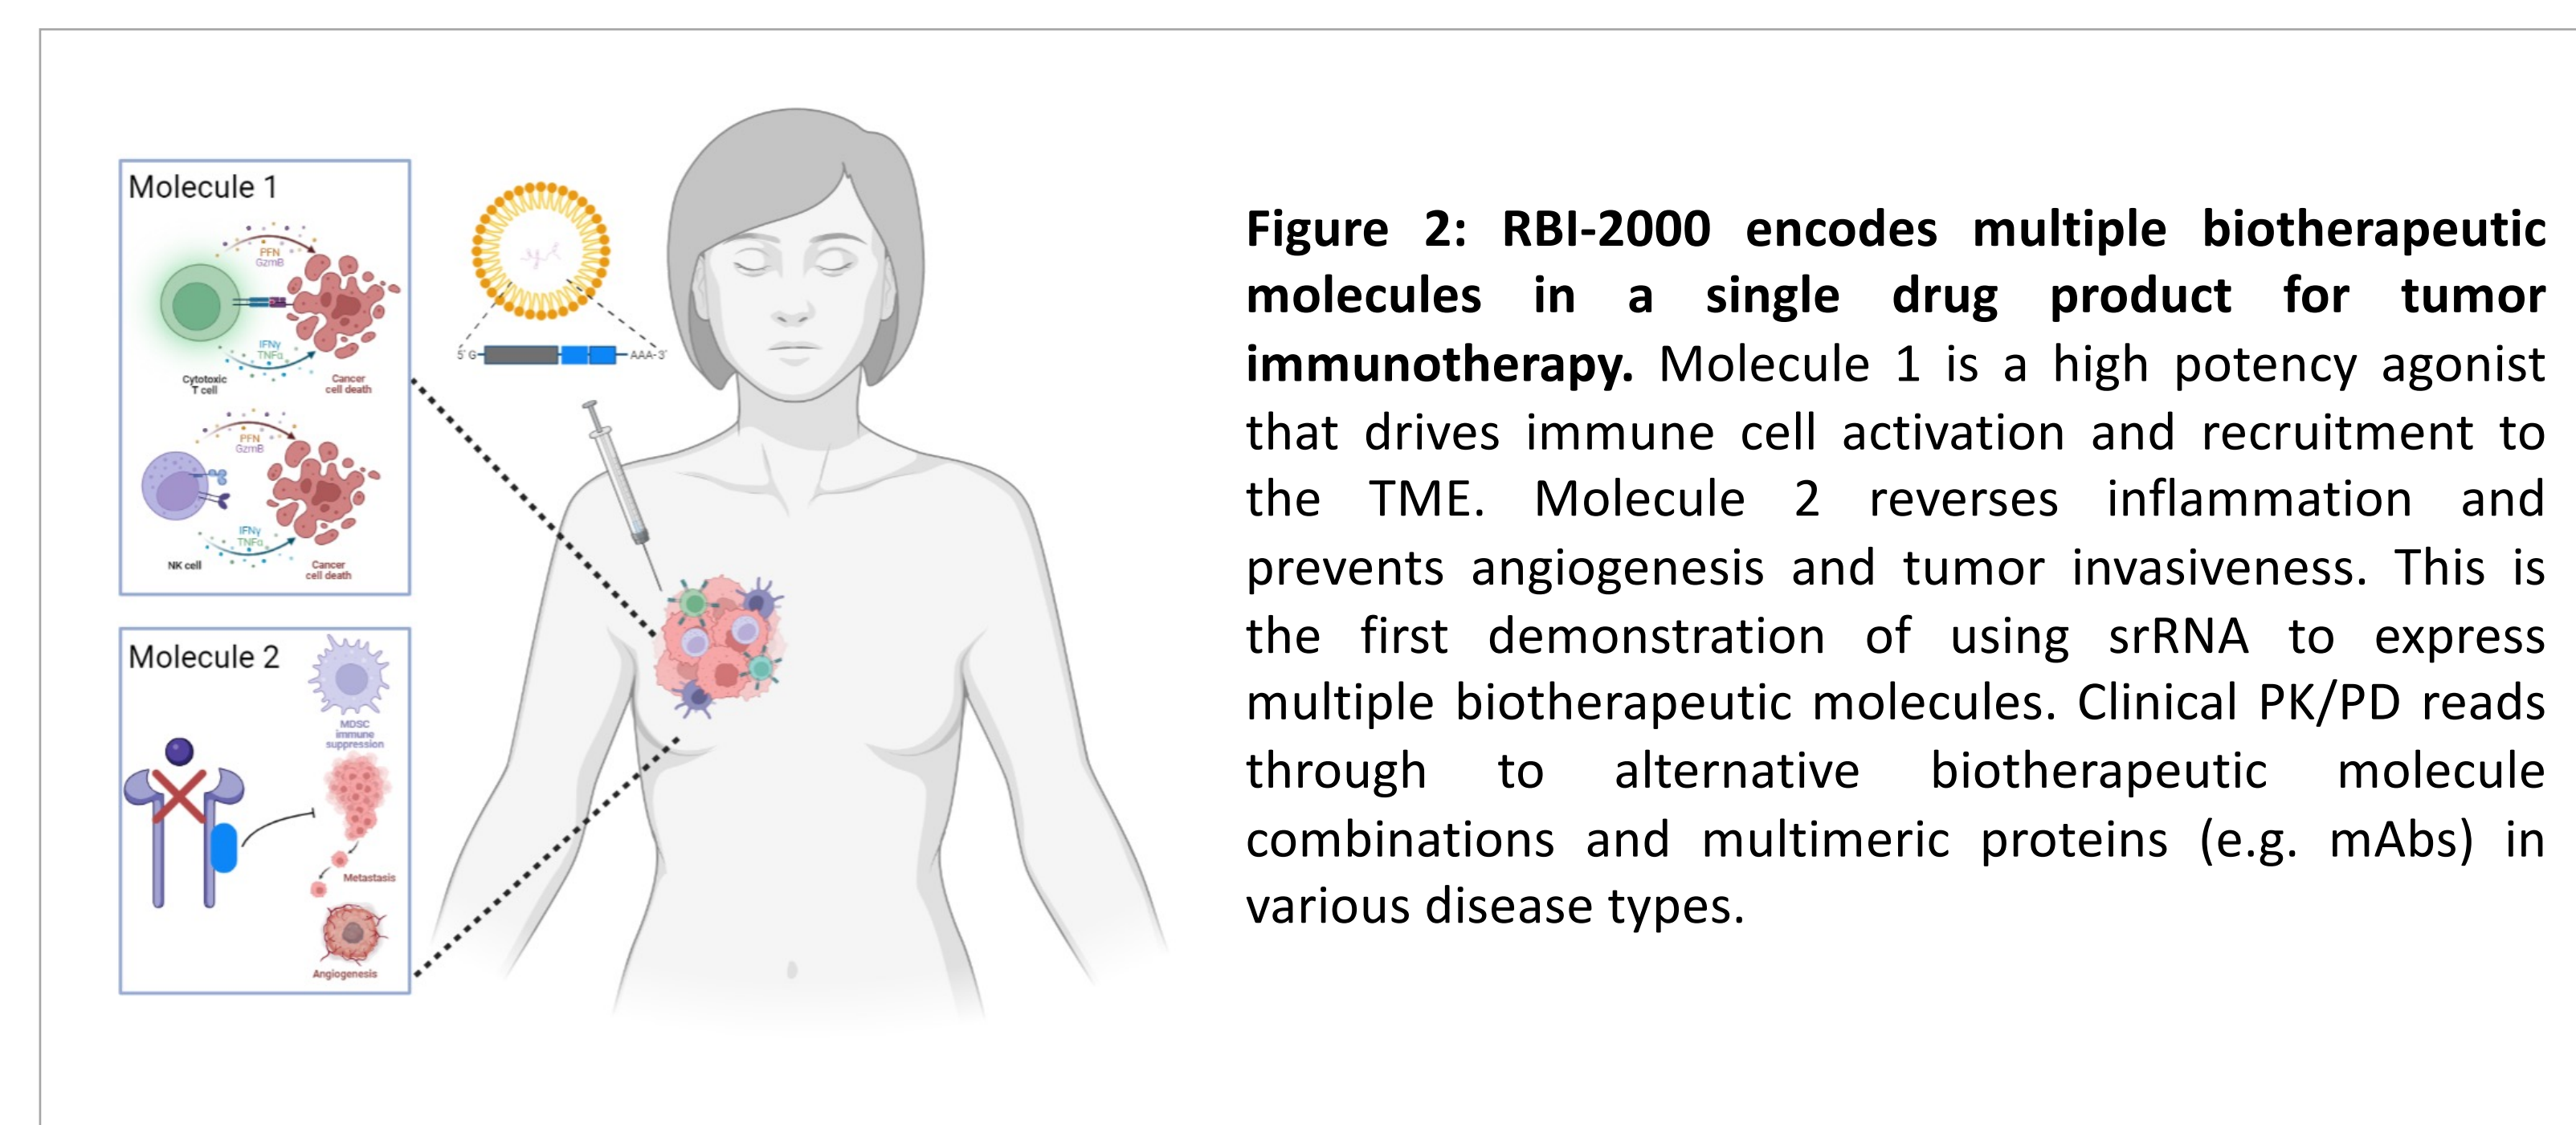 Molecule 1
PFN
GzmB
IFNγ
TNFα
Cytotoxic
T cell
Cancer
cell death
PFN
GzmB
IFNγ
TNFα
NK cell
Cancer
cell death
5' G
AAA-3'
Molecule 2
MDSC
immune
suppression
Metastasis
Angiogenesis
Figure 2: RBI-2000 encodes multiple biotherapeutic
molecules in a single drug product for tumor
immunotherapy. Molecule 1 is a high potency agonist
that drives immune cell activation and recruitment to
the TME. Molecule 2 reverses inflammation and
prevents angiogenesis and tumor invasiveness. This is
the first demonstration of using srRNA to express
multiple biotherapeutic molecules. Clinical PK/PD reads
through to alternative biotherapeutic molecule
combinations and multimeric proteins (e.g. mAbs) in
various disease types.